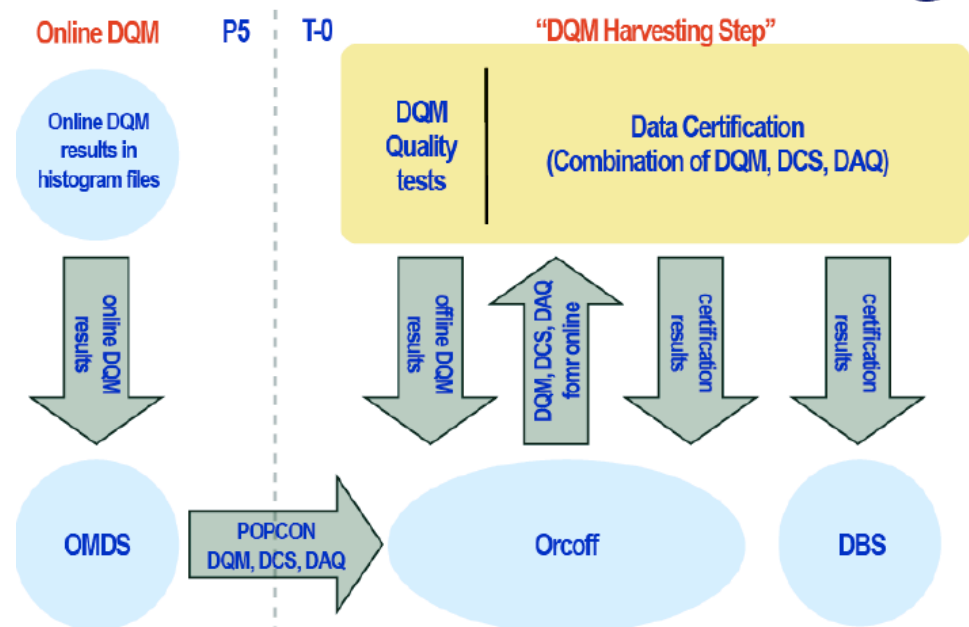 Online DQM
P5
T-0
“DQM Harvesting Step”
Online DQM
results in
histogram files
DQM
Quality
tests
Data Certification
(Combination of DQM, DCS, DAQ)
online DQM
results
offline DQM
results
DQM, DCS, DAQ
fomr online
certification
results
certification
results
OMDS
POPCON
DQM, DCS, DAQ
Orcoff
DBS